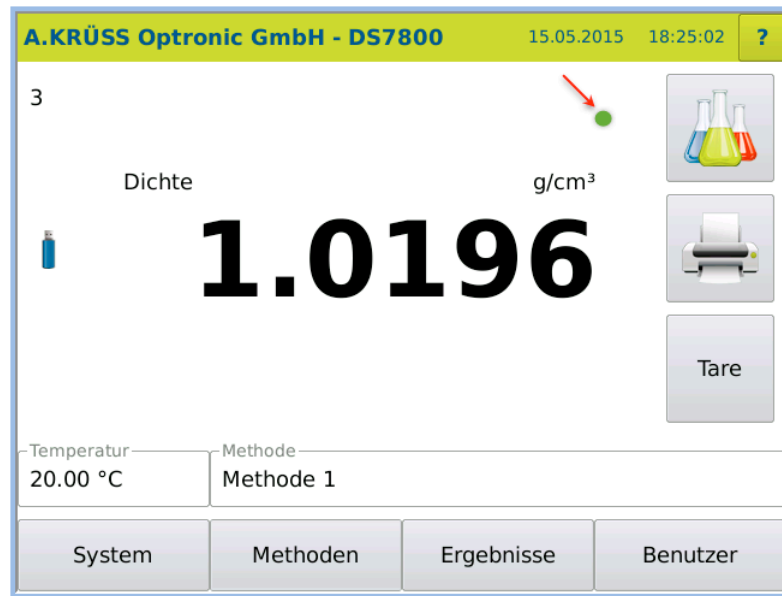 A.KRÜSS Optronic GmbH - DS7800 15.05.2015 18:25:02 ?
3
Dichte g/cm³
1.0196
Tare
Temperatur Methode
20.00 °C Methode 1
System Methoden Ergebnisse Benutzer